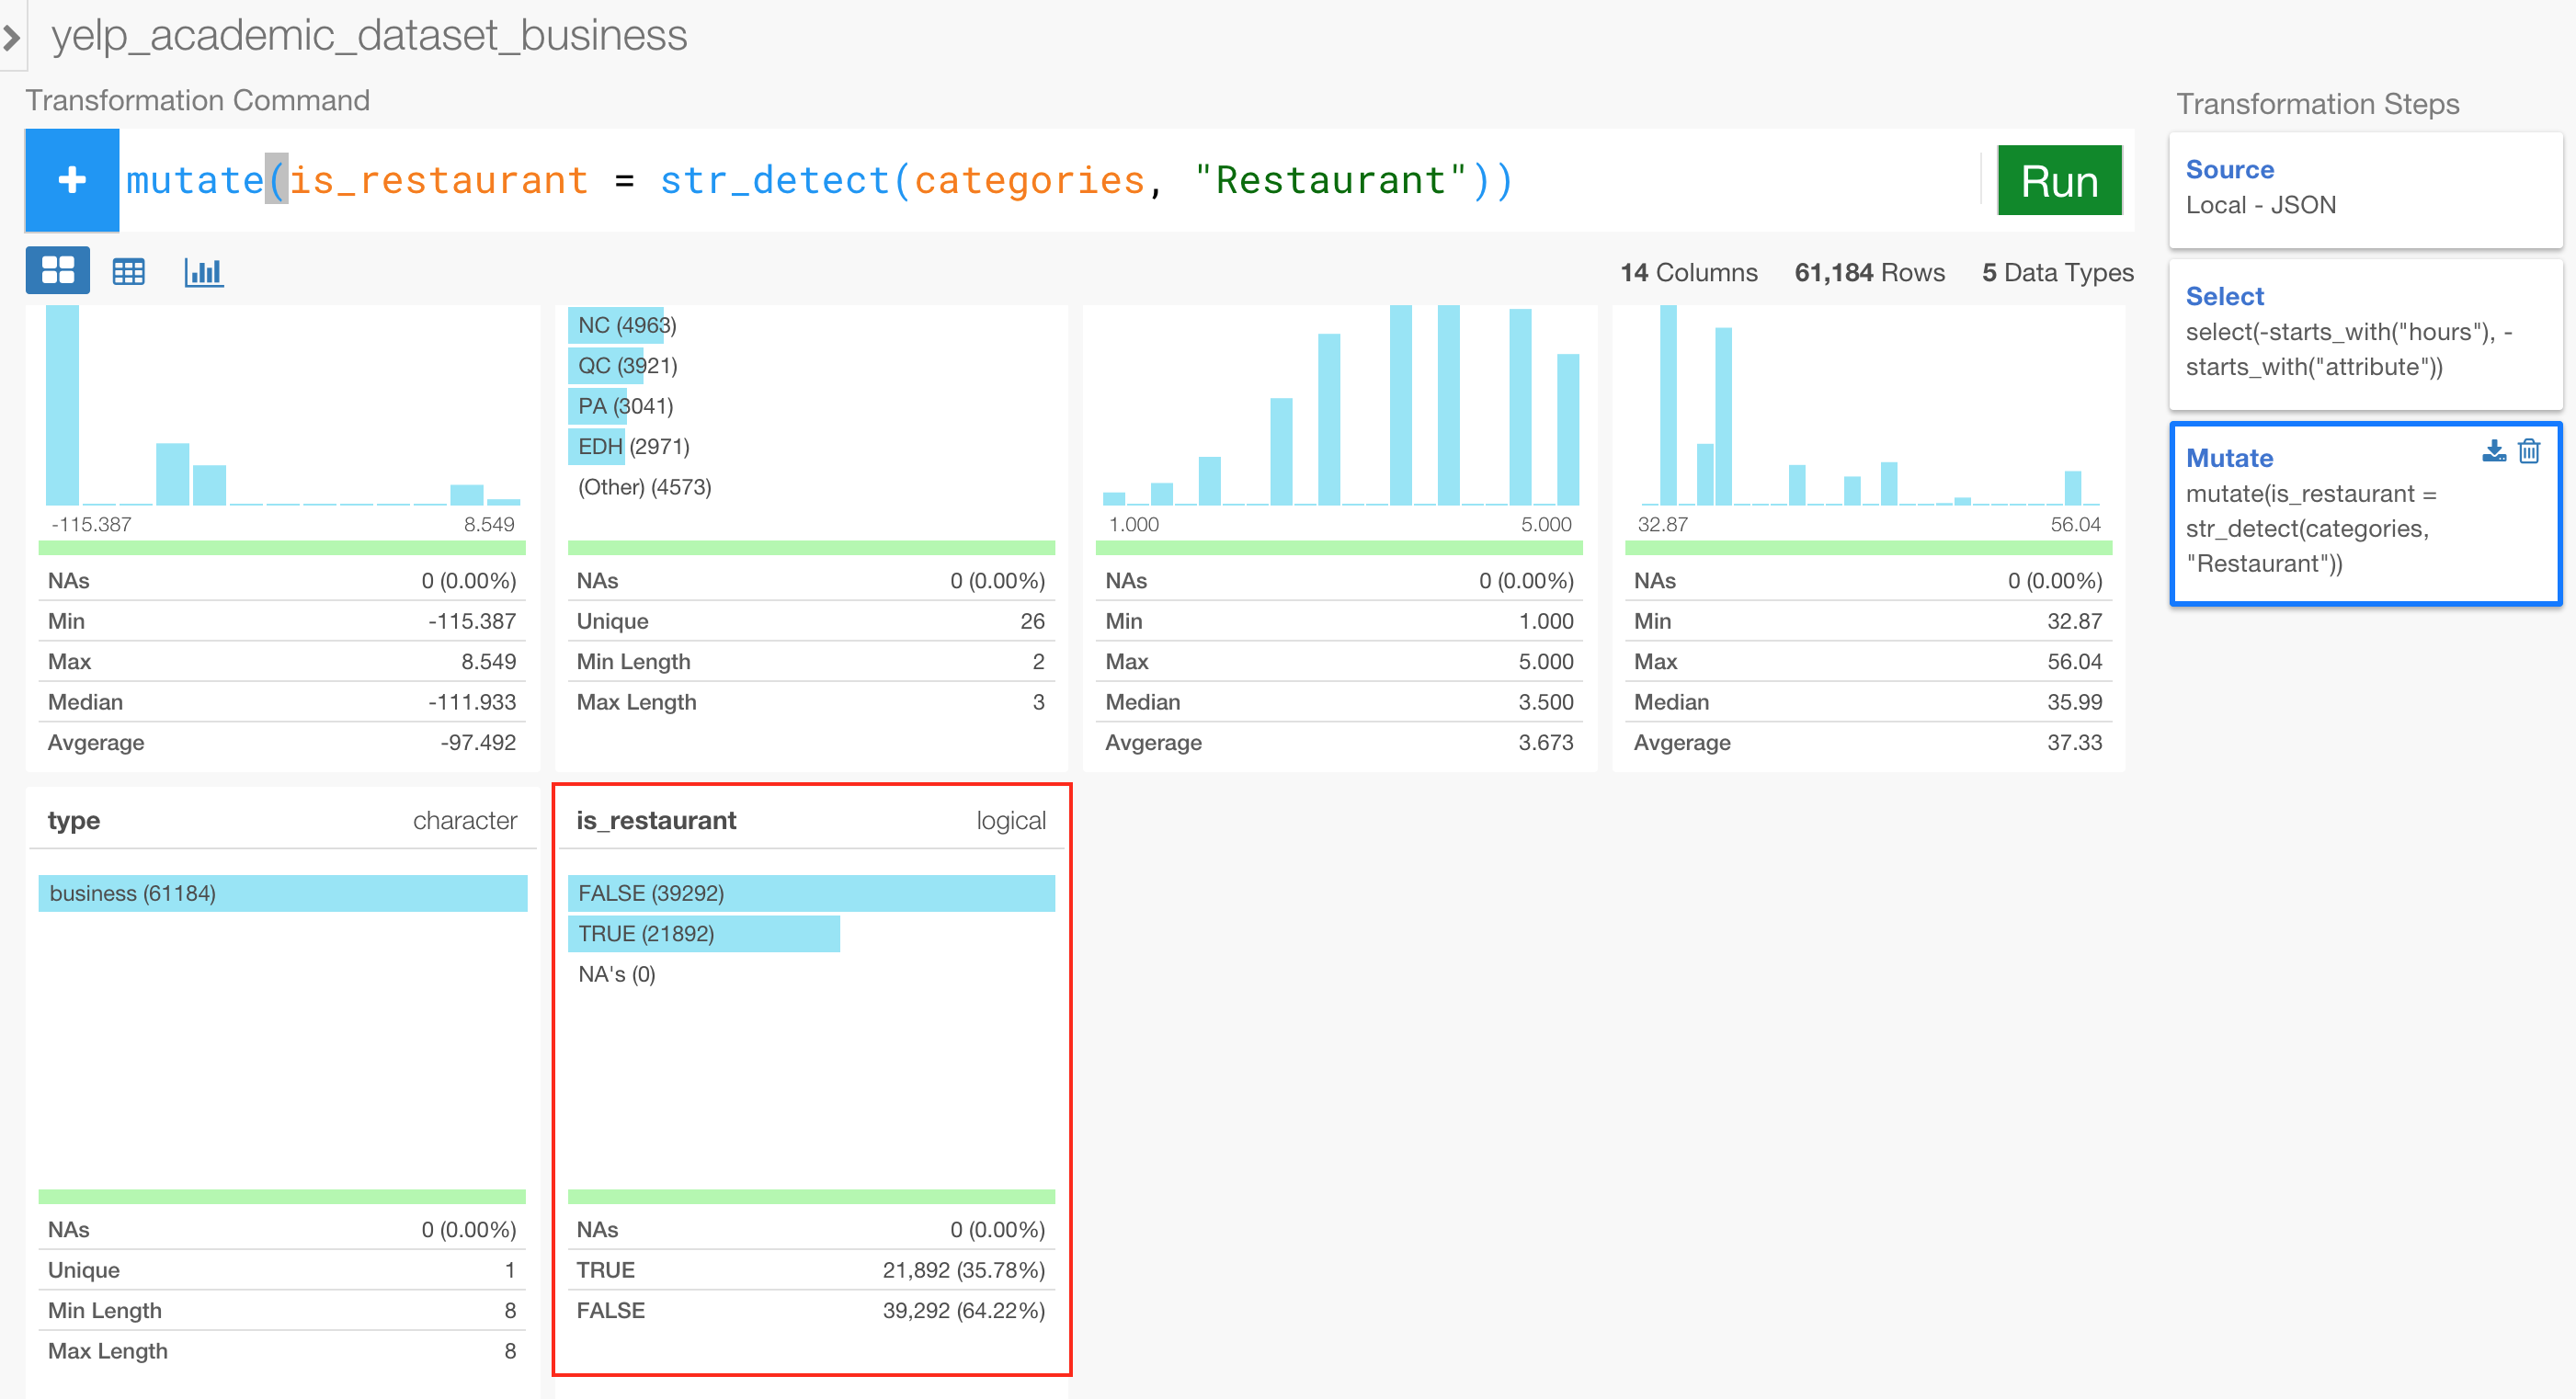 yelp_academic_dataset_business
Transformation Command
mutate(is_restaurant = str_detect(categories, "Restaurant"))
Run
14 Columns 61,184 Rows 5 Data Types
-115.387 8.549
NAs 0 (0.00%)
Min -115.387
Max 8.549
Median -111.933
Avgerage -97.492
NC (4963)
QC (3921)
PA (3041)
EDH (2971)
(Other) (4573)
NAs 0 (0.00%)
Unique 26
Min Length 2
Max Length 3
1.000 5.000
NAs 0 (0.00%)
Min 1.000
Max 5.000
Median 3.500
Avgerage 3.673
32.87 56.04
NAs 0 (0.00%)
Min 32.87
Max 56.04
Median 35.99
Avgerage 37.33
type character
business (61184)
NAs 0 (0.00%)
Unique 1
Min Length 8
Max Length 8
is_restaurant logical
FALSE (39292)
TRUE (21892)
NA's (0)
NAs 0 (0.00%)
TRUE 21,892 (35.78%)
FALSE 39,292 (64.22%)
Transformation Steps
Source
Local - JSON
Select
select(-starts_with("hours"), -
starts_with("attribute"))
Mutate
mutate(is_restaurant =
str_detect(categories,
"Restaurant"))